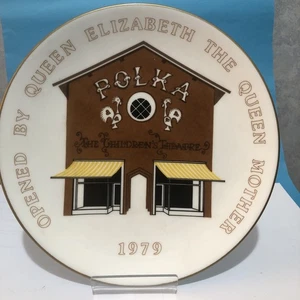 OPENED BY QUEEN ELIZABETH THE QUEEN MOTHER
POLKA
THE CHILDREN'S THEATRE
1979